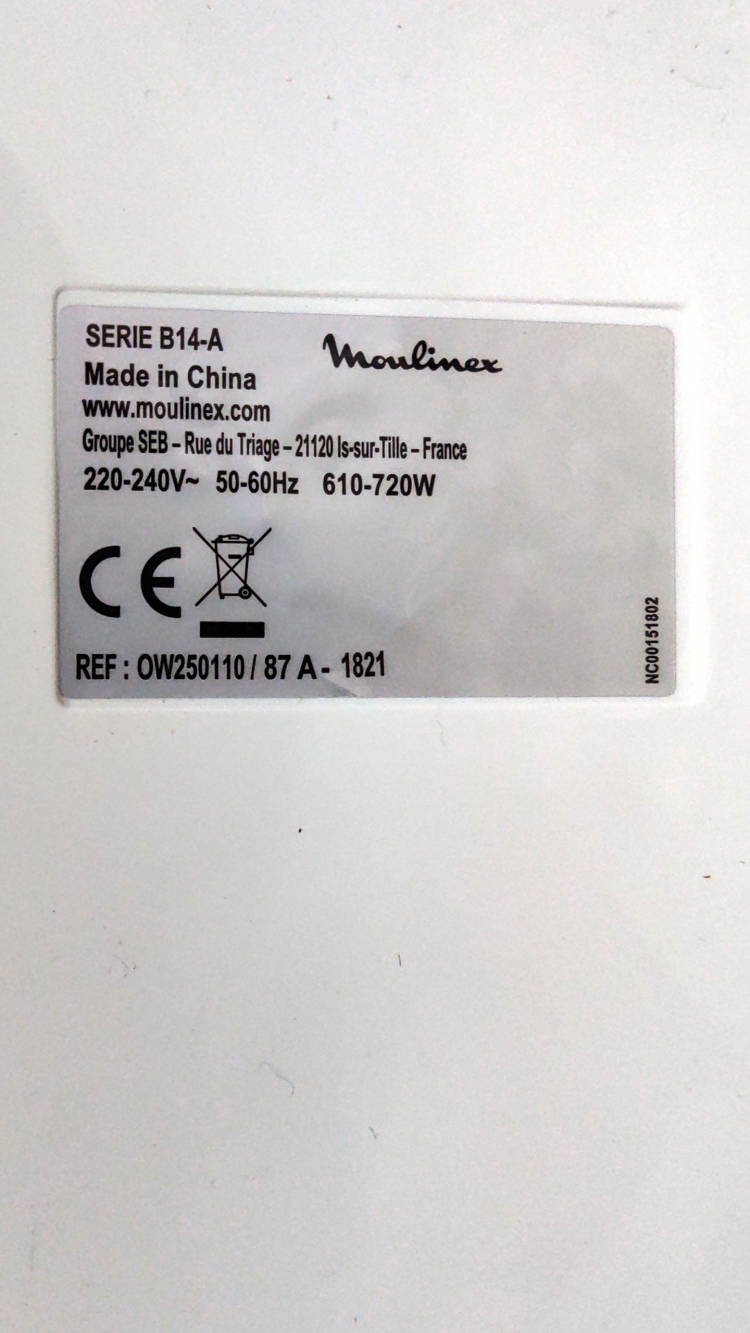 SERIE B14-A
Moulinex
Made in China
www.moulinex.com
Groupe SEB – Rue du Triage – 21120 Is-sur-Tille – France
220-240V~ 50-60Hz 610-720W
CE
REF : OW250110 / 87 A - 1821
NC00151802